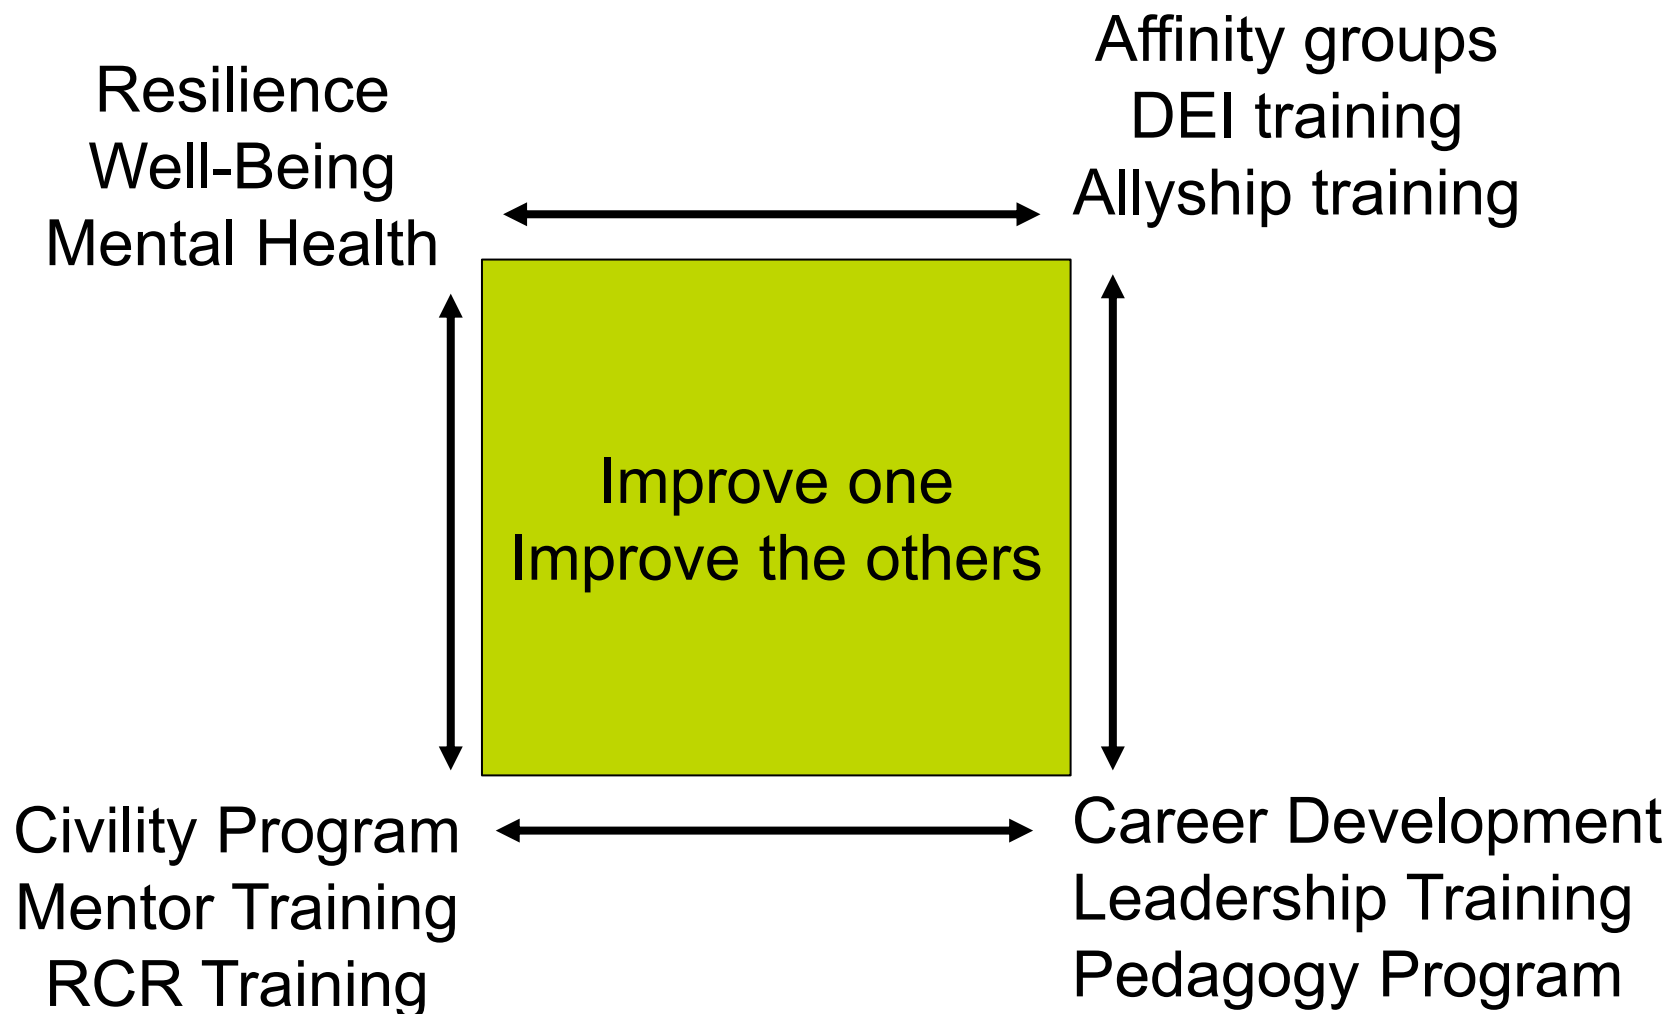 Resilience
Well-Being
Mental Health
Affinity groups
DEI training
Allyship training
Improve one
Improve the others
Civility Program
Mentor Training
RCR Training
Career Development
Leadership Training
Pedagogy Program